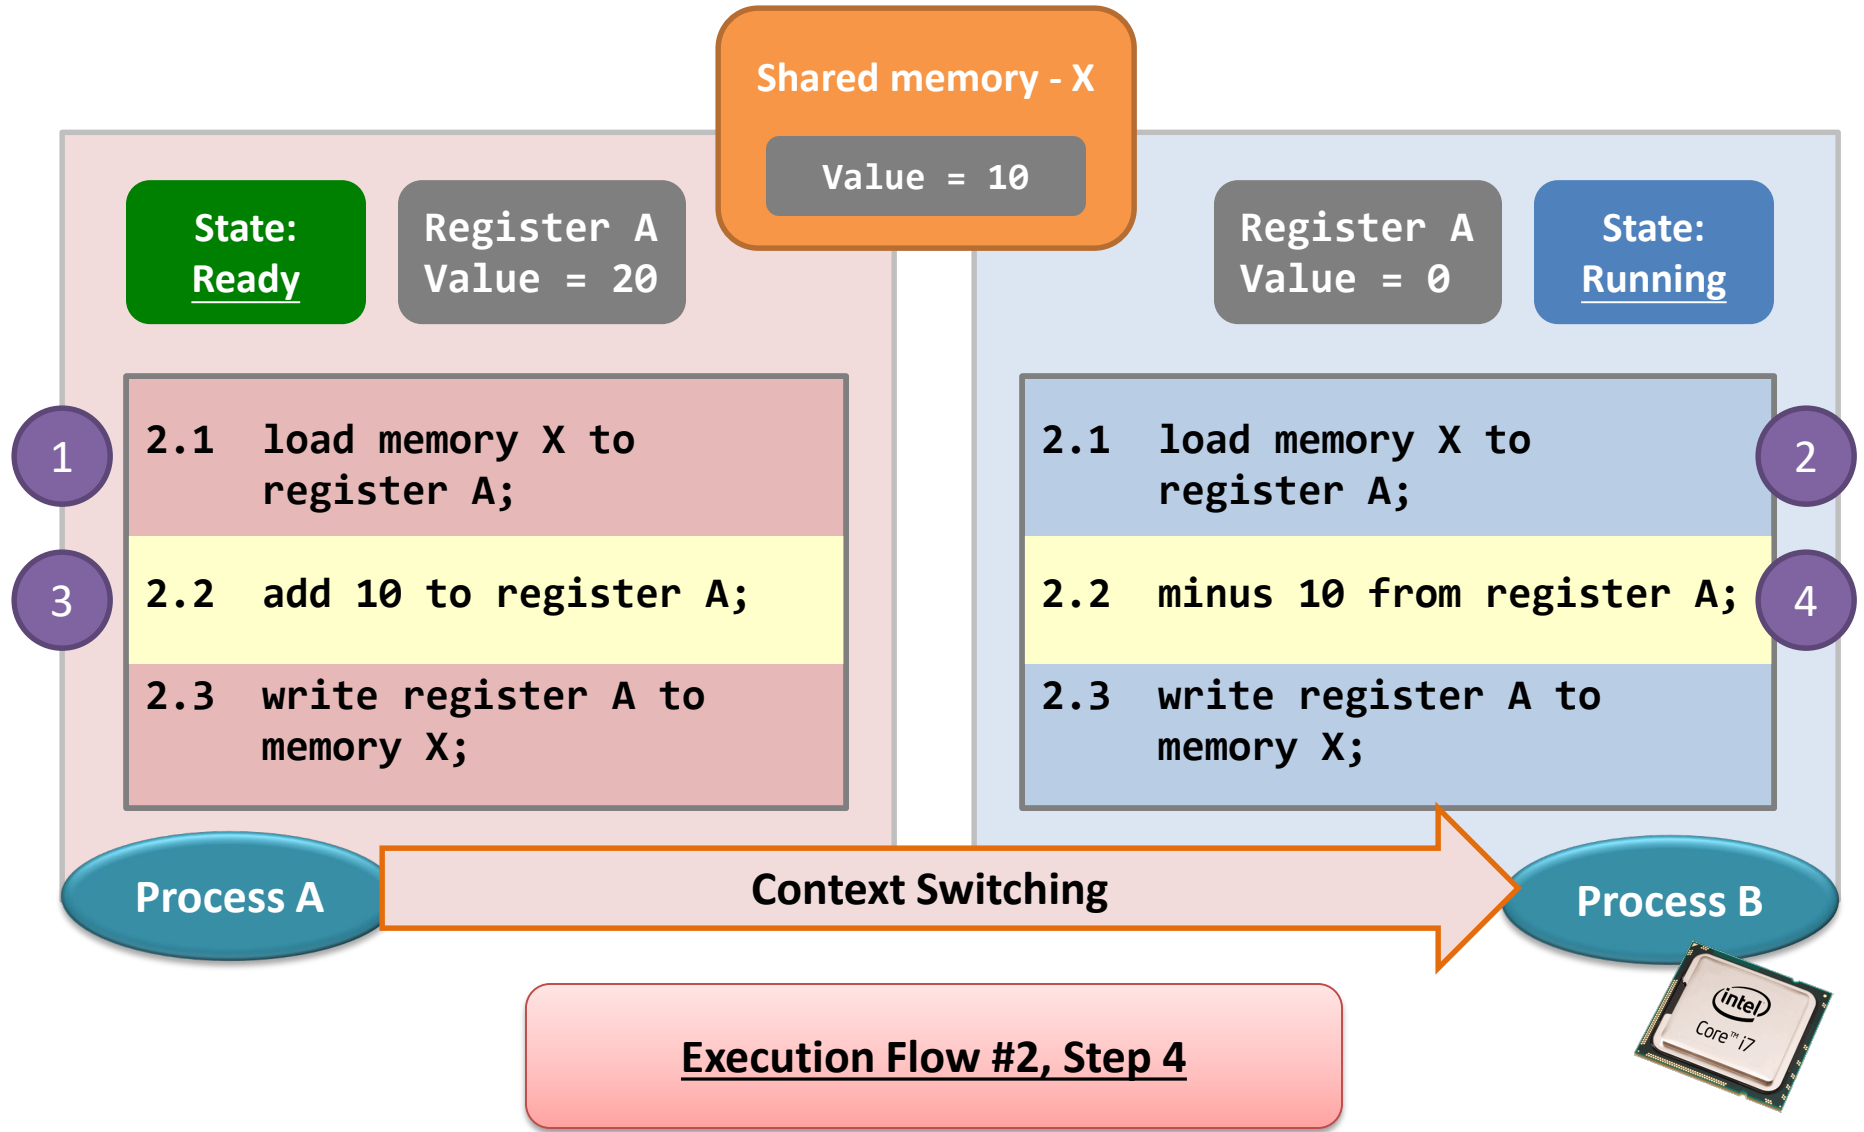 Shared memory - X
Value = 10
State:
Ready
Register A
Value = 20
Register A
Value = 0
State:
Running
1
2.1 load memory X to
register A;
3
2.2 add 10 to register A;
2.3 write register A to
memory X;
2.1 load memory X to
register A;
2
2.2 minus 10 from register A;
4
2.3 write register A to
memory X;
Process A
Context Switching
Process B
intel
Core™ i7
Execution Flow #2, Step 4